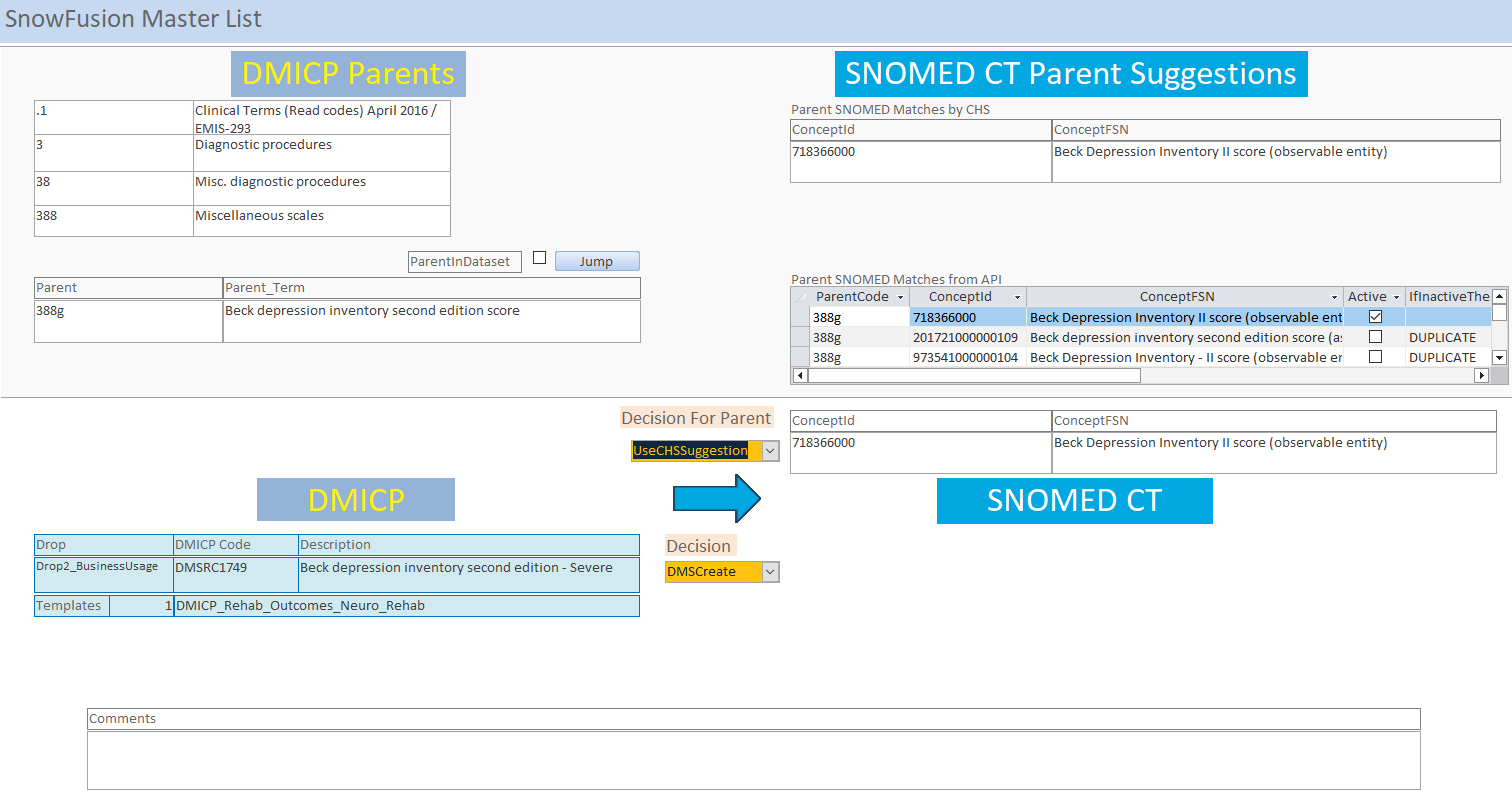 SnowFusion Master List
DMICP Parents
SNOMED CT Parent Suggestions
.1 Clinical Terms (Read codes) April 2016 /
EMIS-293
3 Diagnostic procedures
38 Misc. diagnostic procedures
388 Miscellaneous scales
Parent SNOMED Matches by CHS
ConceptId ConceptFSN
718366000 Beck Depression Inventory II score (observable entity)
ParentInDataset Jump
Parent Parent_Term
388g Beck depression inventory second edition score
Parent SNOMED Matches from API
ParentCode ConceptId ConceptFSN Active IfInactiveThe
388g 718366000 Beck Depression Inventory II score (observable ent
388g 201721000000109 Beck depression inventory second edition score (a: DUPLICATE
388g 973541000000104 Beck Depression Inventory - II score (observable er DUPLICATE
Decision For Parent
UseCHSSuggestion
ConceptId ConceptFSN
718366000 Beck Depression Inventory II score (observable entity)
DMICP
SNOMED CT
Drop DMICP Code Description
Drop2_BusinessUsage DMSRC1749 Beck depression inventory second edition - Severe
Templates 1 DMICP_Rehab_Outcomes_Neuro_Rehab
Decision
DMSCreate
Comments